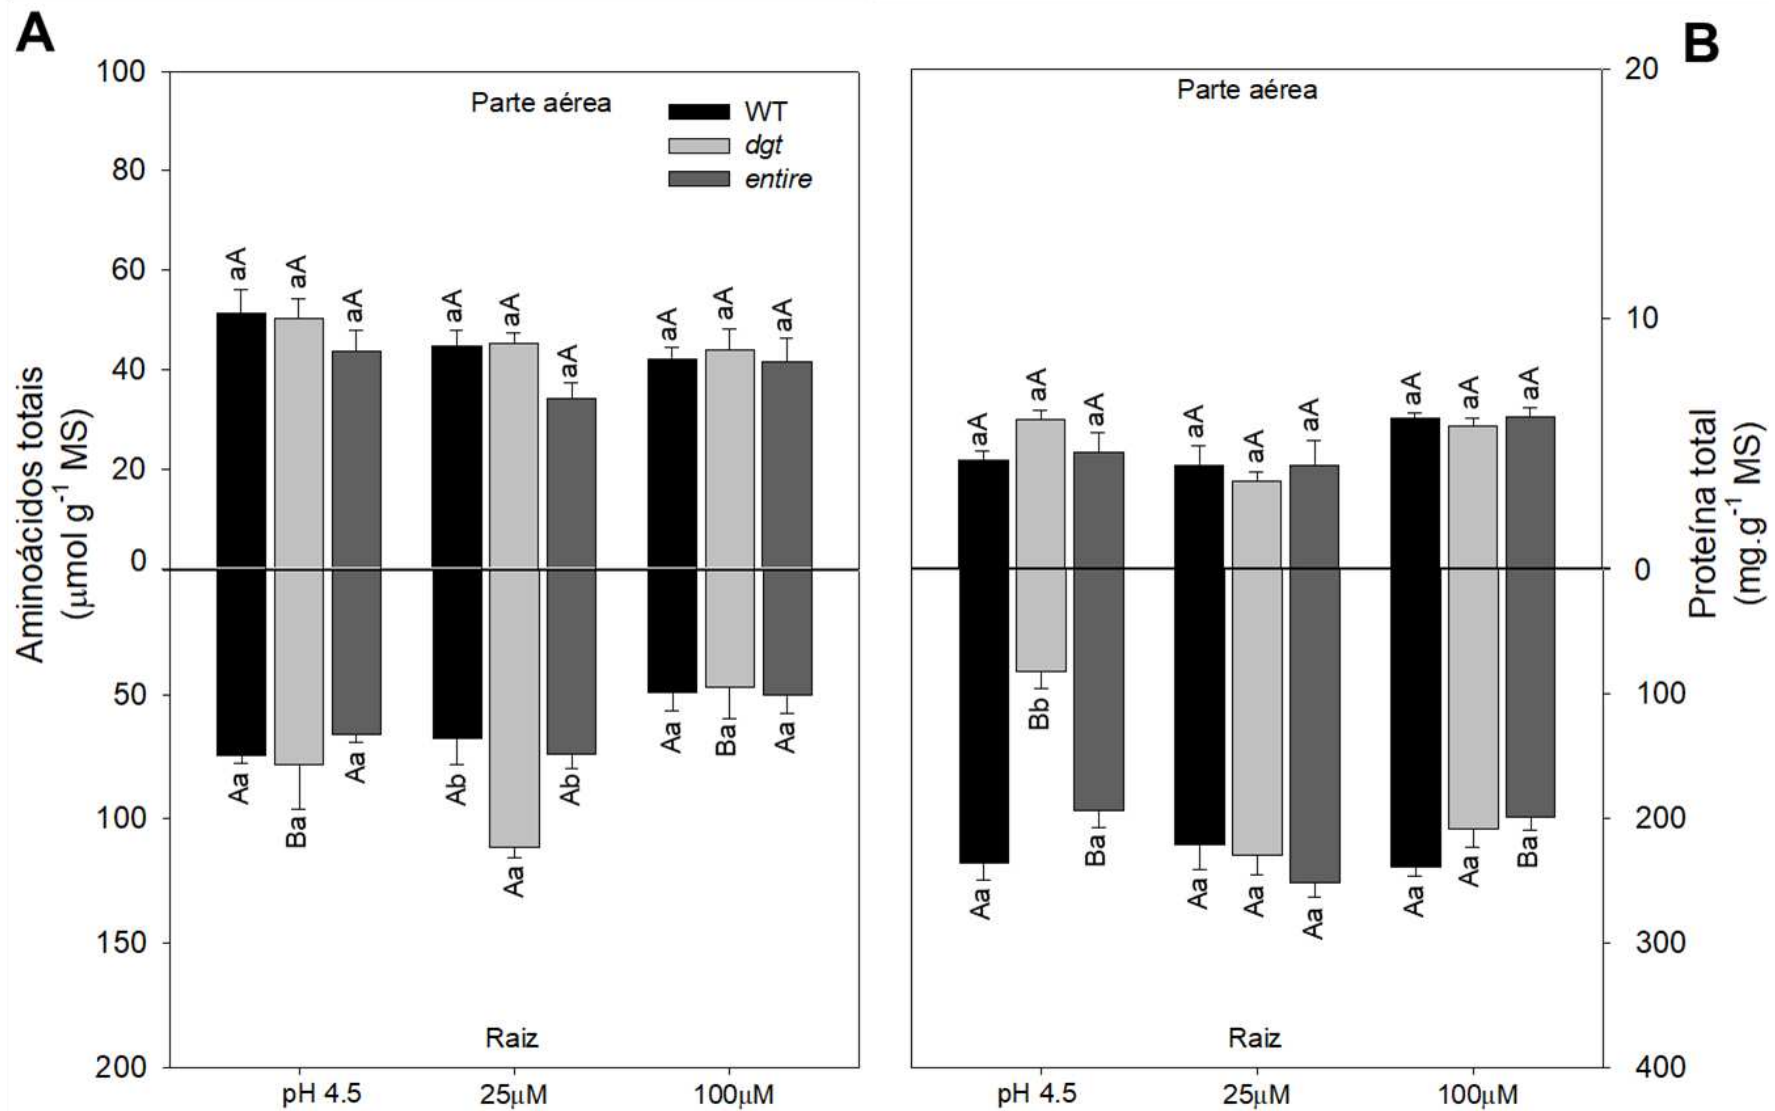 A
B
Aminoácidos totais
(µmol g-1 MS)
100
80
60
40
20
0
50
100
150
200
Parte aérea
WT
dgt
entire
aA
aA
aA
aA
aA
aA
aA
aA
aA
Aa
Ba
Aa
Ab
Aa
Ab
Aa
Ba
Aa
Raiz
pH 4.5
25µM
100µM
Parte aérea
aA
aA
aA
aA
aA
aA
aA
aA
aA
Aa
Bb
Ba
Aa
Aa
Aa
Aa
Aa
Ba
Raiz
pH 4.5
25µM
100µM
20
10
0
100
200
300
400
Proteína total
(mg.g-1 MS)